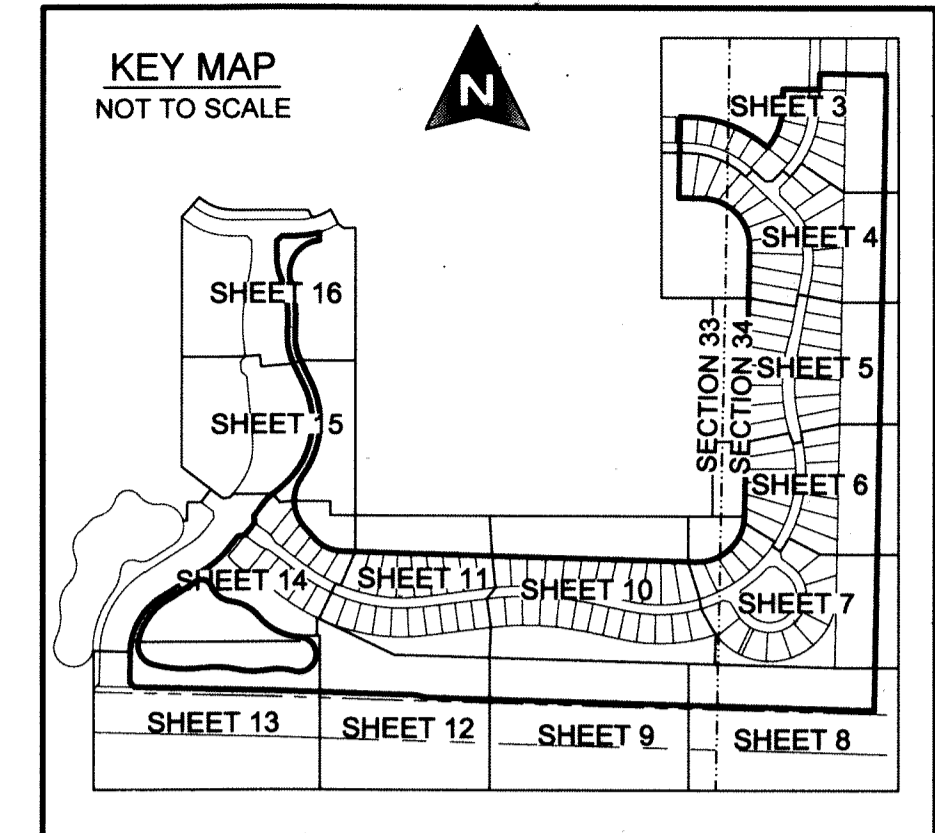 KEY MAP
NOT TO SCALE
N
SHEET 3
SHEET 4
SHEET 16
SECTION 33
SECTION 34
SHEET 5
SHEET 15
SHEET 6
SHEET 14
SHEET 11
SHEET 10
SHEET 7
SHEET 13
SHEET 12
SHEET 9
SHEET 8